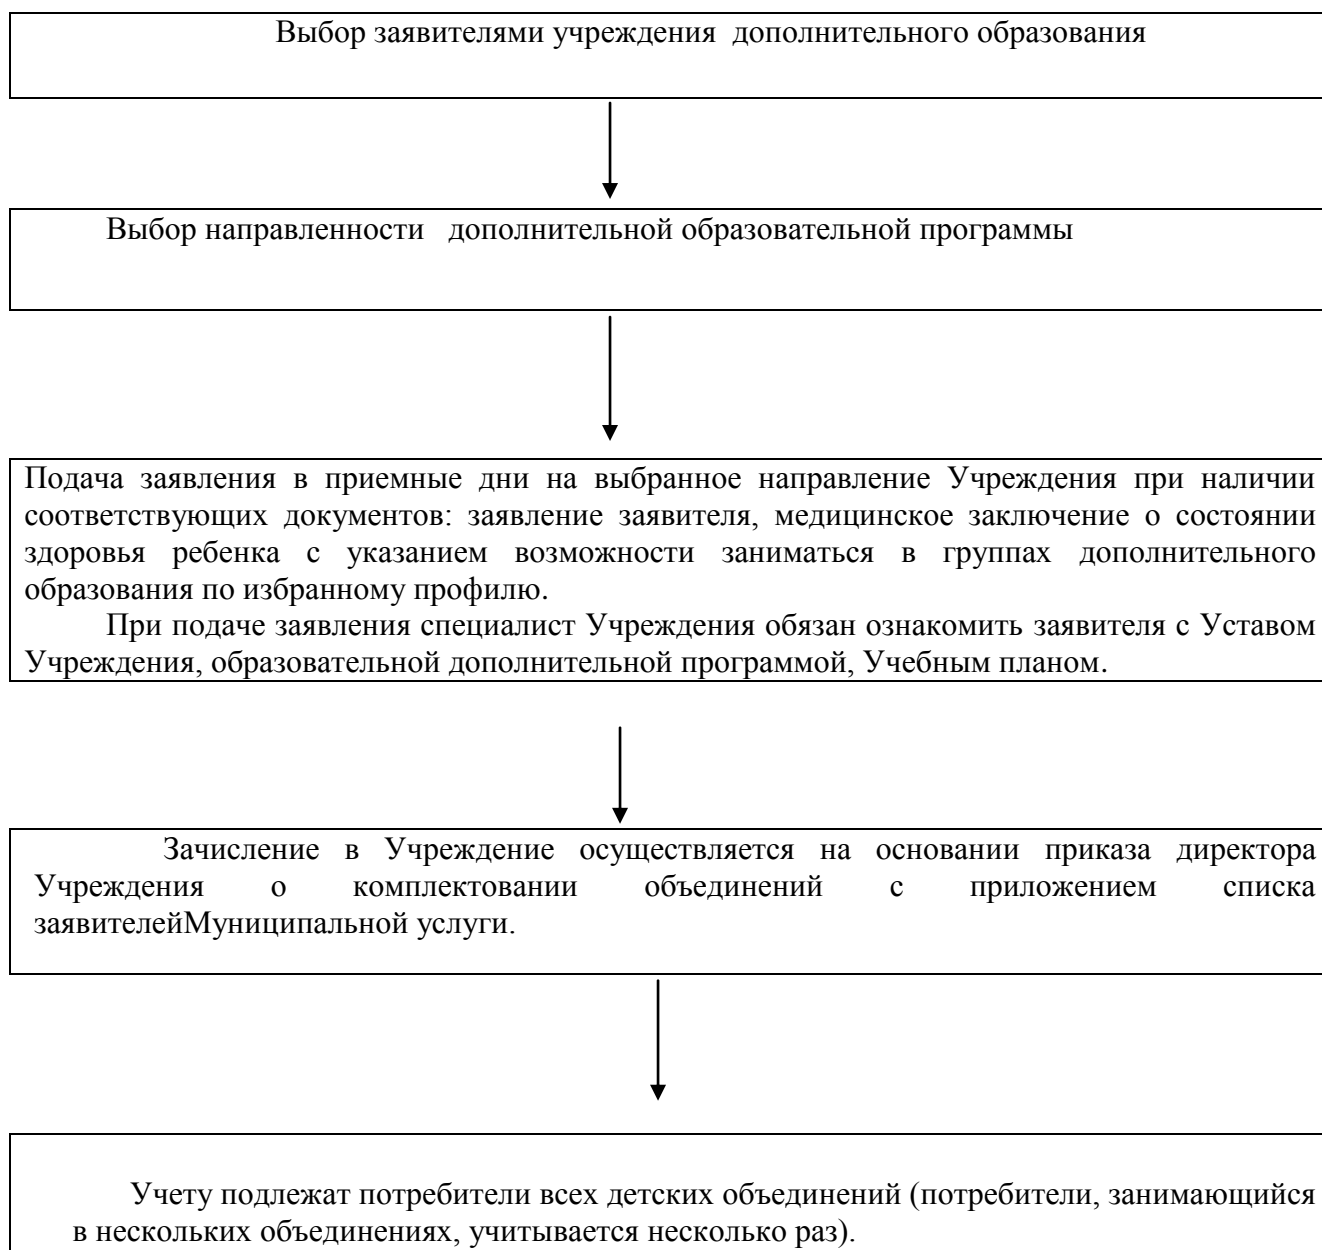 Выбор заявителями учреждения дополнительного образования
Выбор направленности дополнительной образовательной программы
Подача заявления в приемные дни на выбранное направление Учреждения при наличии
соответствующих документов: заявление заявителя, медицинское заключение о состоянии
здоровья ребенка с указанием возможности заниматься в группах дополнительного
образования по избранному профилю.
При подаче заявления специалист Учреждения обязан ознакомить заявителя с Уставом
Учреждения, образовательной дополнительной программой, Учебным планом.
Зачисление в Учреждение осуществляется на основании приказа директора
Учреждения о комплектовании объединений с приложением списка
заявителейМуниципальной услуги.
Учету подлежат потребители всех детских объединений (потребители, занимающийся
в нескольких объединениях, учитывается несколько раз).